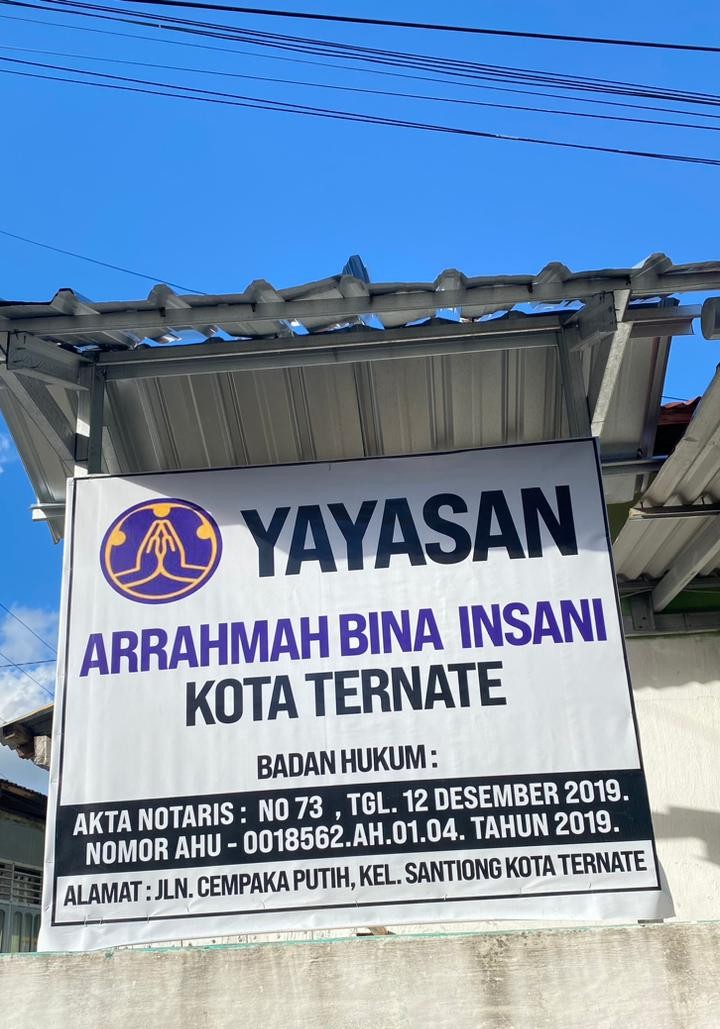 YAYASAN
ARRAHMAH BINA INSANI
KOTA TERNATE
BADAN HUKUM :
AKTA NOTARIS : NO 73 , TGL. 12 DESEMBER 2019.
NOMOR AHU - 0018562.AH.01.04. TAHUN 2019.
ALAMAT : JLN. CEMPAKA PUTIH, KEL. SANTIONG KOTA TERNATE